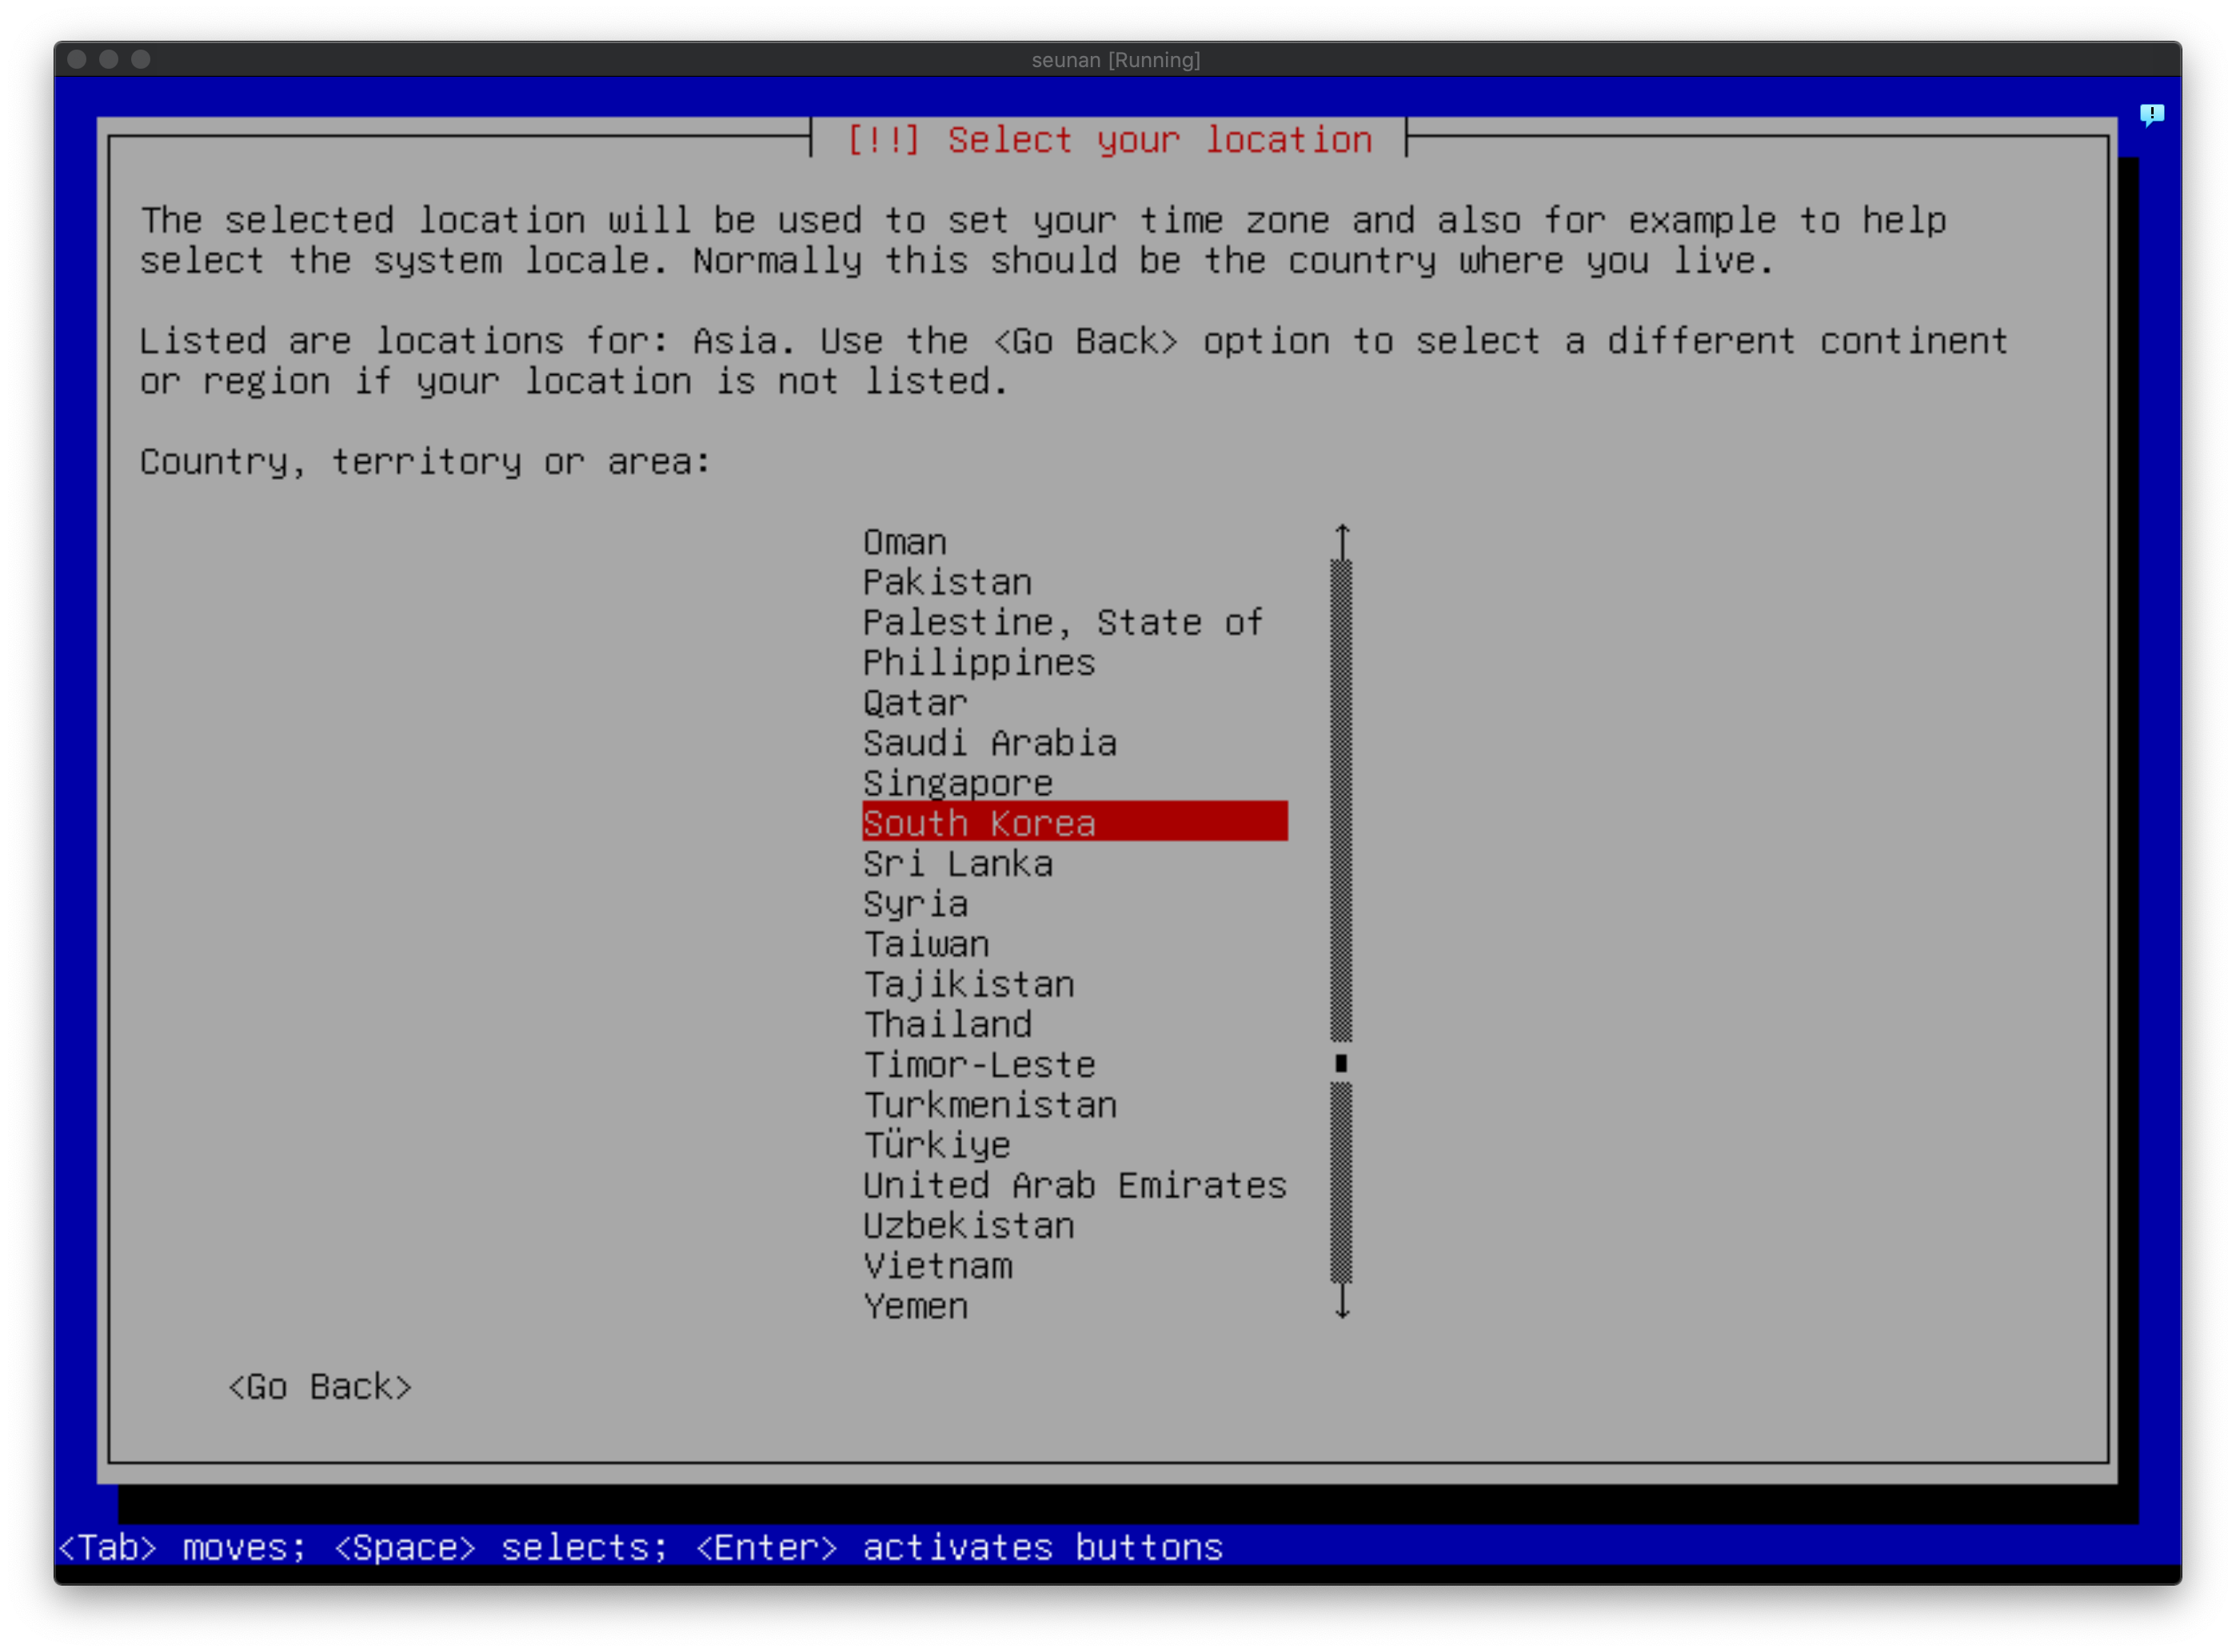 seunan [Running]
[!!] Select your location
The selected location will be used to set your time zone and also for example to help
select the system locale. Normally this should be the country where you live.
Listed are locations for: Asia. Use the <Go Back> option to select a different continent
or region if your location is not listed.
Country, territory or area:
Oman
Pakistan
Palestine, State of
Philippines
Qatar
Saudi Arabia
Singapore
South Korea
Sri Lanka
Syria
Taiwan
Tajikistan
Thailand
Timor-Leste
Turkmenistan
Türkiye
United Arab Emirates
Uzbekistan
Vietnam
Yemen
<Go Back>
<Tab> moves; <Space> selects; <Enter> activates buttons